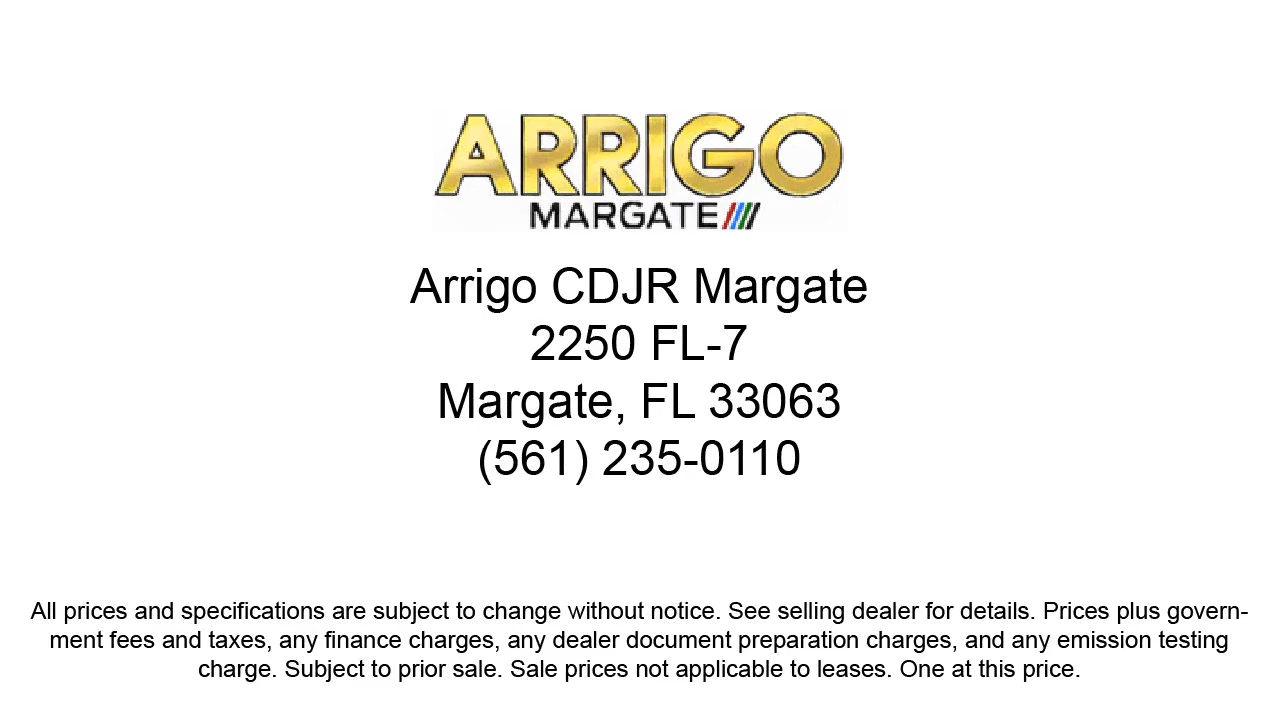 ARRIGO
MARGATE
Arrigo CDJR Margate
2250 FL-7
Margate, FL 33063
(561) 235-0110
All prices and specifications are subject to change without notice. See selling dealer for details. Prices plus govern-
ment fees and taxes, any finance charges, any dealer document preparation charges, and any emission testing
charge. Subject to prior sale. Sale prices not applicable to leases. One at this price.